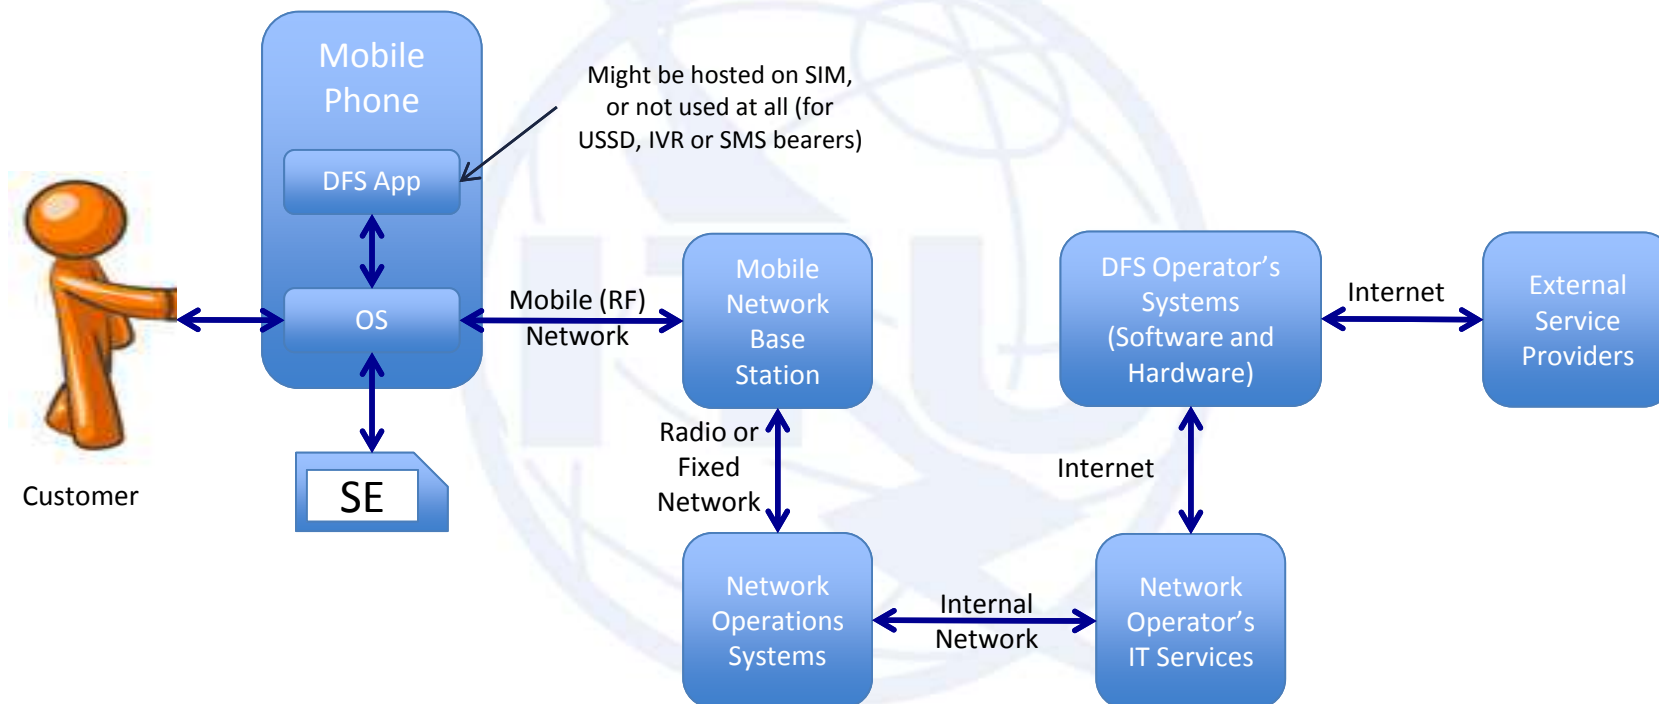 Mobile
Phone
Might be hosted on SIM,
or not used at all (for
USSD, IVR or SMS bearers)
DFS App
OS
Mobile (RF)
Network
Mobile
Network
Base
Station
DFS Operator’s
Systems
(Software and
Hardware)
Internet
External
Service
Providers
Customer
SE
Radio or
Fixed
Network
Internet
Network
Operations
Systems
Internal
Network
Network
Operator’s
IT Services
ITU